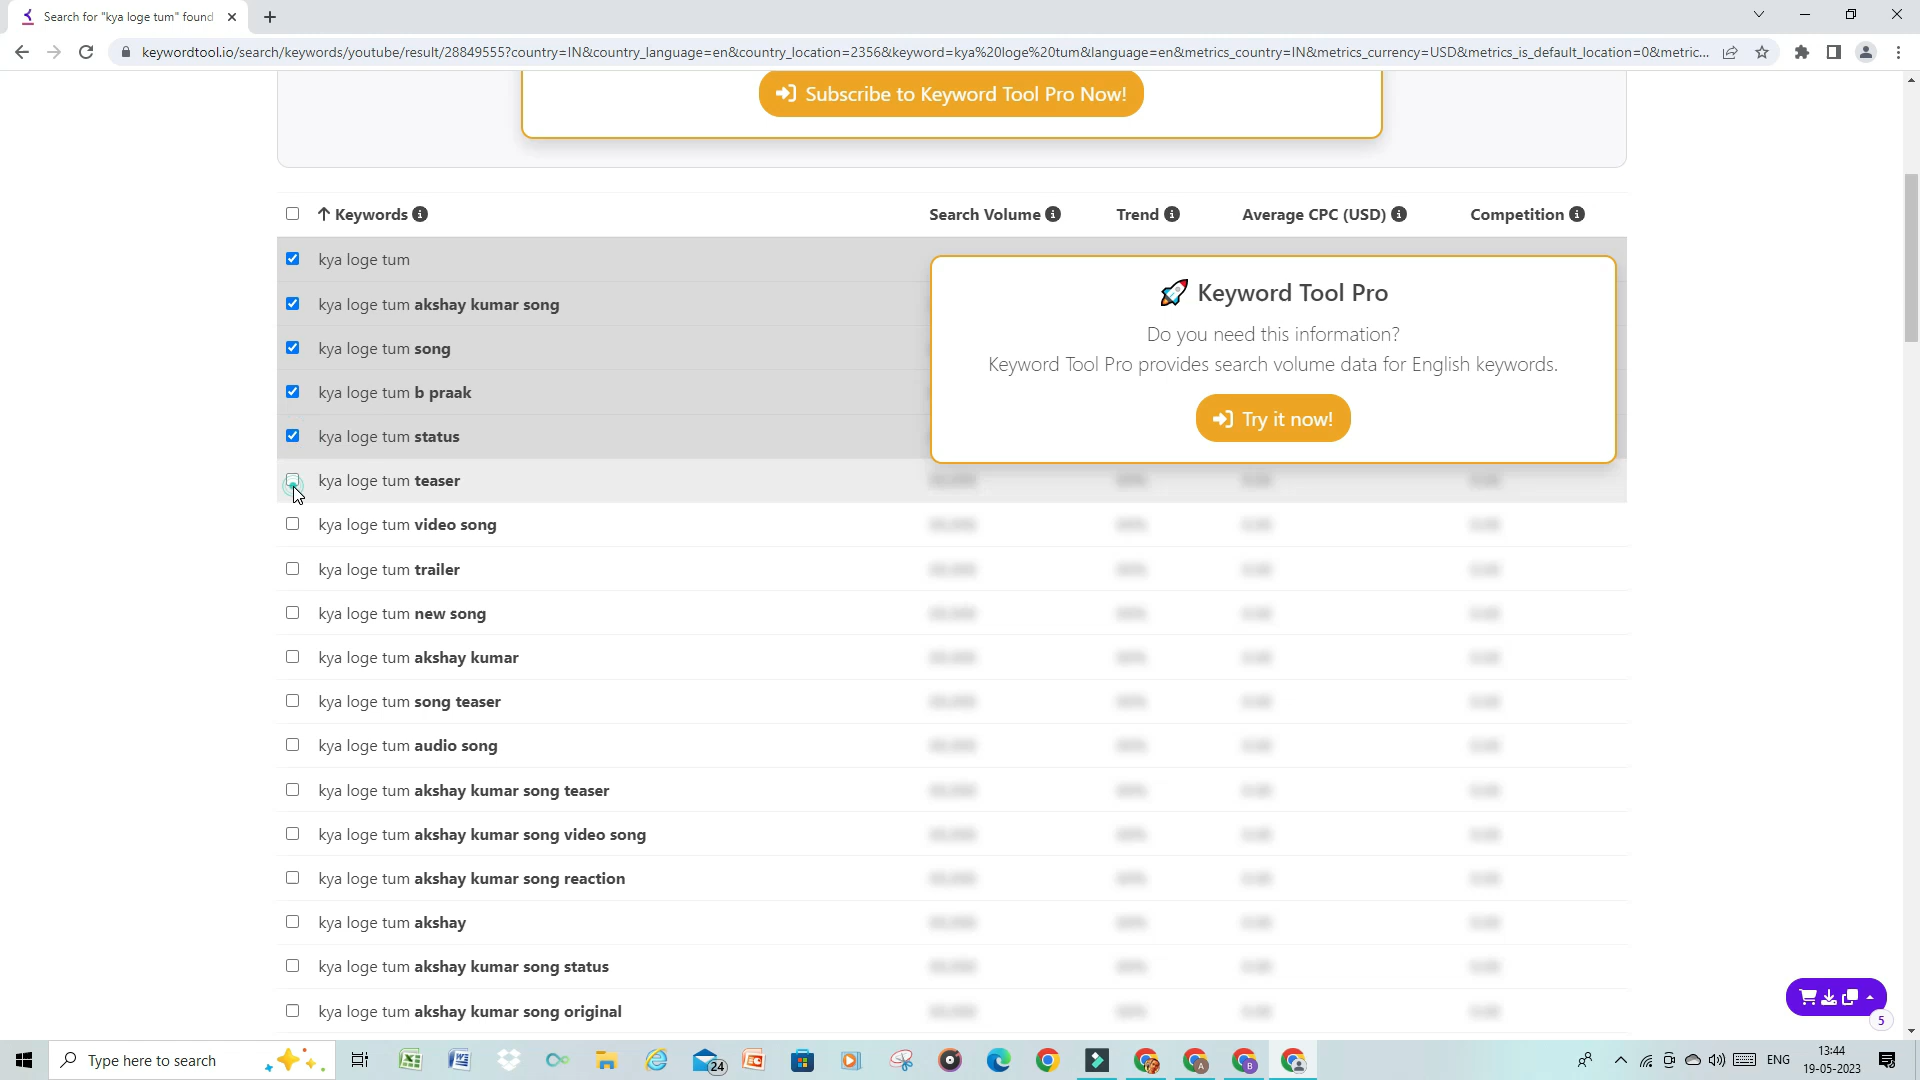 Search for "kya loge tum" found
keywordtool.io/search/keywords/youtube/result/28849555?country=IN&country_language=en&country_location=2356&keyword=kya%20loge%20tum&language=en&metrics_country=IN&metrics_currency=USD&metrics_is_default_location=0&metric...
Subscribe to Keyword Tool Pro Now!
Keywords Search Volume Trend Average CPC (USD) Competition
kya loge tum
kya loge tum akshay kumar song
kya loge tum song
kya loge tum b praak
kya loge tum status
Keyword Tool Pro
Do you need this information?
Keyword Tool Pro provides search volume data for English keywords.
Try it now!
kya loge tum teaser
kya loge tum video song
kya loge tum trailer
kya loge tum new song
kya loge tum akshay kumar
kya loge tum song teaser
kya loge tum audio song
kya loge tum akshay kumar song teaser
kya loge tum akshay kumar song video song
kya loge tum akshay kumar song reaction
kya loge tum akshay
kya loge tum akshay kumar song status
kya loge tum akshay kumar song original
5
Type here to search
24
A
B
ENG
13:44
19-05-2023